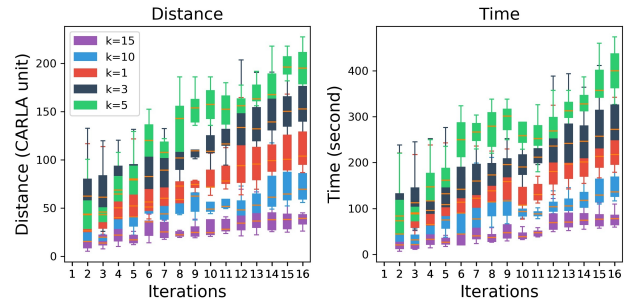 Distance
Time
Distance (CARLA unit)
200
150
100
50
0
k=15
k=10
k=1
k=3
k=5
1 2 3 4 5 6 7 8 9 10 11 12 13 14 15 16
Iterations
Time (second)
400
300
200
100
0
1 2 3 4 5 6 7 8 9 10 11 12 13 14 15 16
Iterations